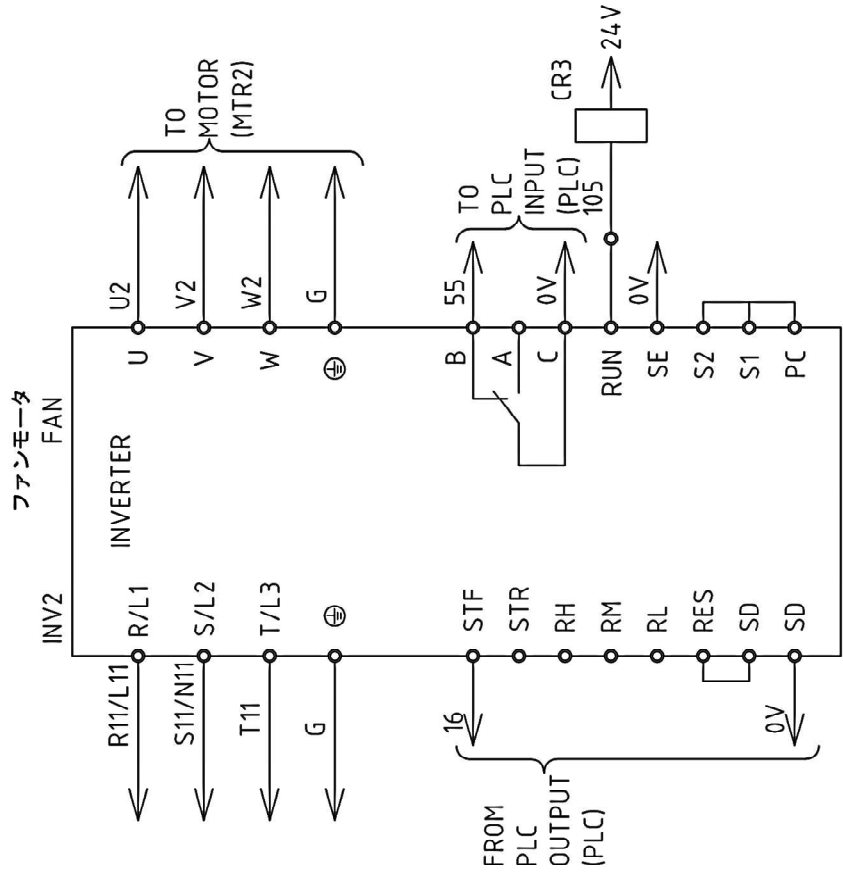 ファンモータ
INV2
FAN
INVERTER
R11/L11
R/L1
U
U2
S11/N11
S/L2
V
V2
T11
T/L3
W
W2
G
G
TO
MOTOR
(MTR2)
16
STF
B
55
STR
A
RH
C
0V
TO
PLC
INPUT
(PLC)
RM
RUN
105
CR3
24V
RL
SE
0V
RES
S2
SD
S1
0V
SD
PC
FROM
PLC
OUTPUT
(PLC)